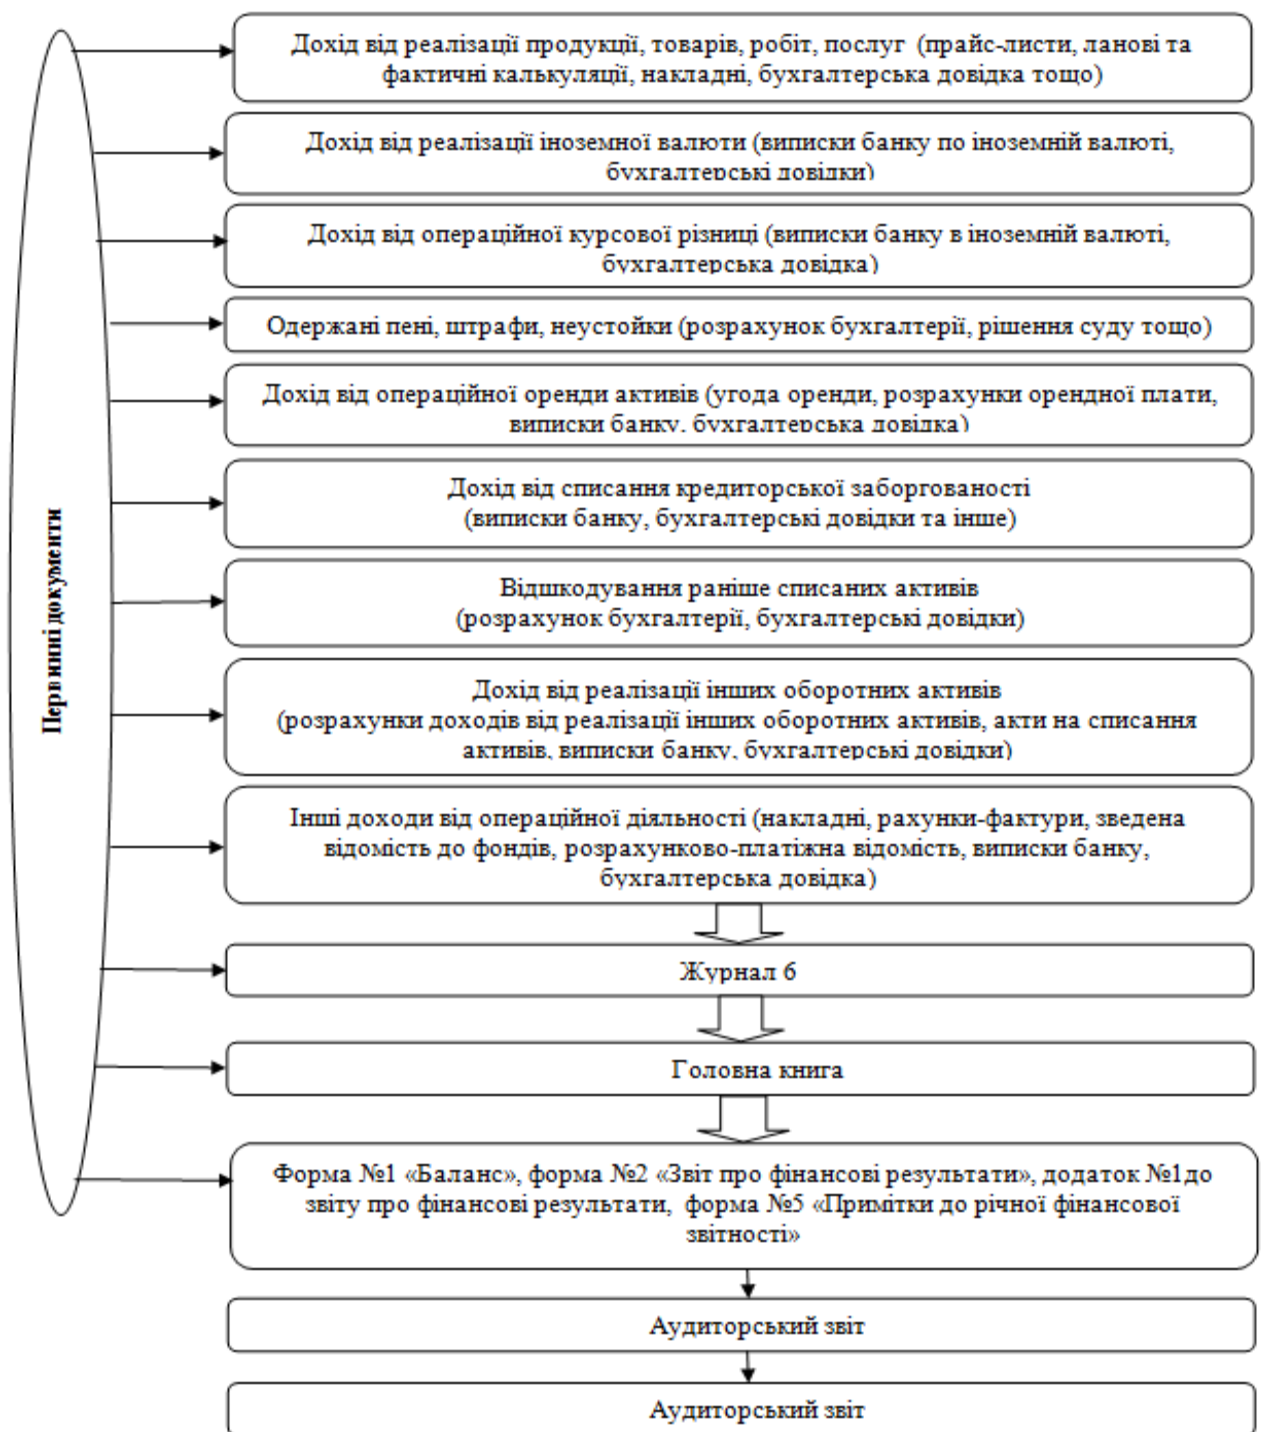 Первинні документи
Дохід від реалізації продукції, товарів, робіт, послуг (прайс-листи, ланові та
фактичні калькуляції, накладні, бухгалтерська довідка тощо)
Дохід від реалізації іноземної валюти (виписки банку по іноземній валюті,
бухгалтерські довідки)
Дохід від операційної курсової різниці (виписки банку в іноземній валюті,
бухгалтерська довідка)
Одержані пені, штрафи, неустойки (розрахунок бухгалтерії, рішення суду тощо)
Дохід від операційної оренди активів (угода оренди, розрахунки орендної плати,
виписки банку, бухгалтерська довідка)
Дохід від списання кредиторської заборгованості
(виписки банку, бухгалтерські довідки та інше)
Відшкодування раніше списаних активів
(розрахунок бухгалтерії, бухгалтерські довідки)
Дохід від реалізації інших оборотних активів
(розрахунки доходів від реалізації інших оборотних активів, акти на списання
активів, виписки банку, бухгалтерські довідки)
Інші доходи від операційної діяльності (накладні, рахунки-фактури, зведена
відомість до фондів, розрахунково-платіжна відомість, виписки банку,
бухгалтерська довідка)
Журнал 6
Головна книга
Форма №1 «Баланс», форма №2 «Звіт про фінансові результати», додаток №1до
звіту про фінансові результати, форма №5 «Примітки до річної фінансової
звітності»
Аудиторський звіт
Аудиторський звіт